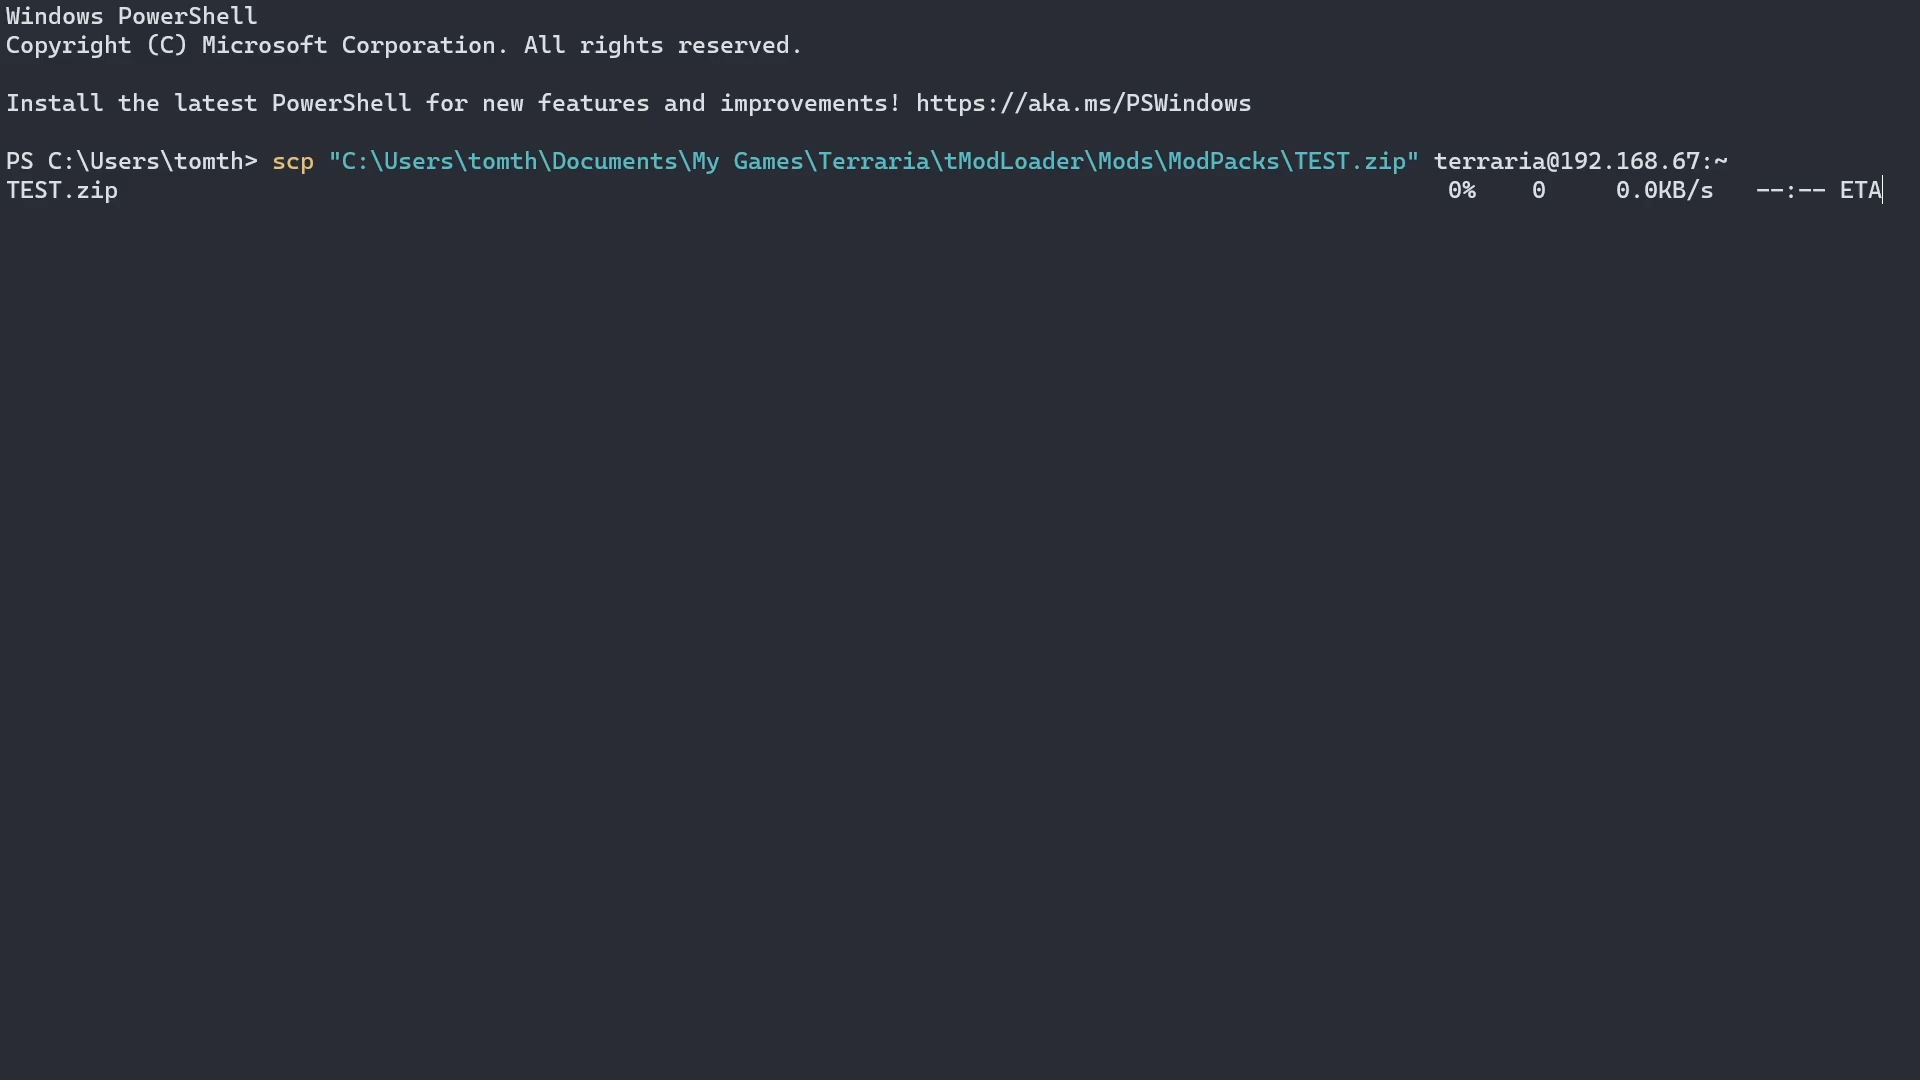 Windows PowerShell
Copyright (C) Microsoft Corporation. All rights reserved.
Install the latest PowerShell for new features and improvements! https://aka.ms/PSWindows
PS C:\Users\tomth> scp "C:\Users\tomth\Documents\My Games\Terraria\tModLoader\Mods\ModPacks\TEST.zip" terraria@192.168.67:~
TEST.zip 0% 0 0.0KB/s --:-- ETA